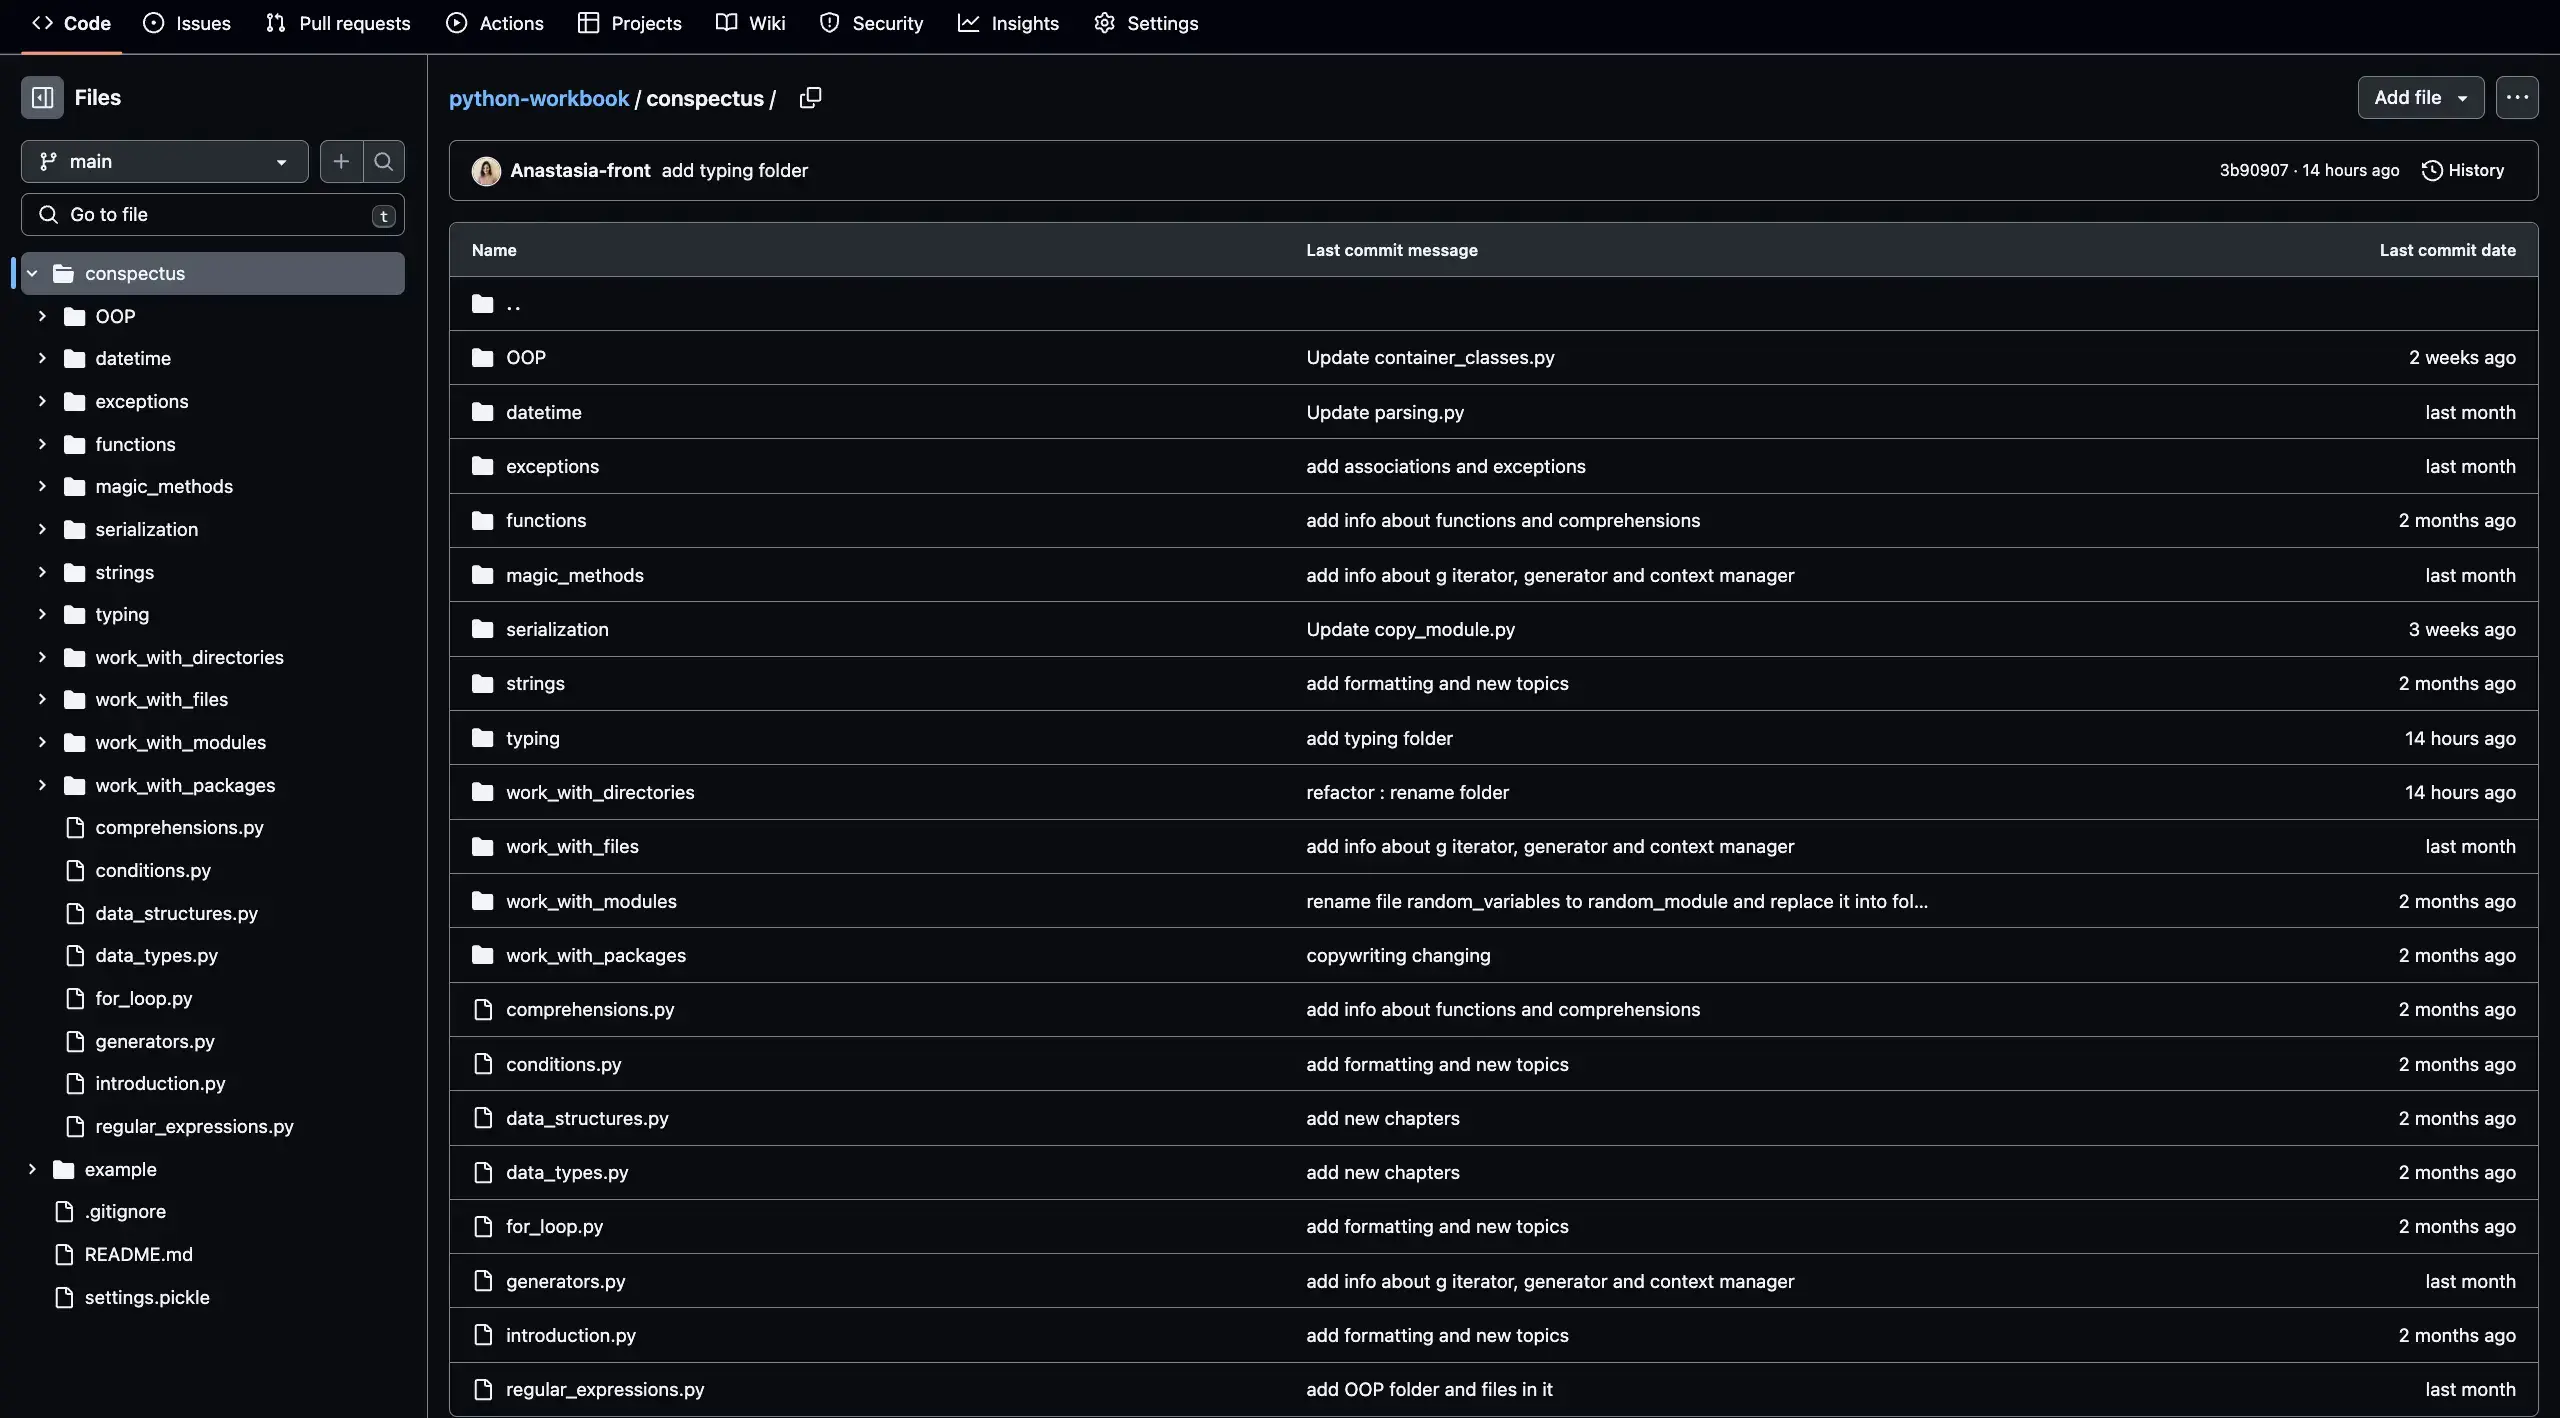 Code Issues Pull requests Actions Projects Wiki Security Insights Settings
Files
main
Go to file t
conspectus
OOP
datetime
exceptions
functions
magic_methods
serialization
strings
typing
work_with_directories
work_with_files
work_with_modules
work_with_packages
comprehensions.py
conditions.py
data_structures.py
data_types.py
for_loop.py
generators.py
introduction.py
regular_expressions.py
example
.gitignore
README.md
settings.pickle
python-workbook / conspectus /
Add file
Anastasia-front add typing folder 3b90907 · 14 hours ago History
Name Last commit message Last commit date
..
OOP Update container_classes.py 2 weeks ago
datetime Update parsing.py last month
exceptions add associations and exceptions last month
functions add info about functions and comprehensions 2 months ago
magic_methods add info about g iterator, generator and context manager last month
serialization Update copy_module.py 3 weeks ago
strings add formatting and new topics 2 months ago
typing add typing folder 14 hours ago
work_with_directories refactor : rename folder 14 hours ago
work_with_files add info about g iterator, generator and context manager last month
work_with_modules rename file random_variables to random_module and replace it into fol... 2 months ago
work_with_packages copywriting changing 2 months ago
comprehensions.py add info about functions and comprehensions 2 months ago
conditions.py add formatting and new topics 2 months ago
data_structures.py add new chapters 2 months ago
data_types.py add new chapters 2 months ago
for_loop.py add formatting and new topics 2 months ago
generators.py add info about g iterator, generator and context manager last month
introduction.py add formatting and new topics 2 months ago
regular_expressions.py add OOP folder and files in it last month